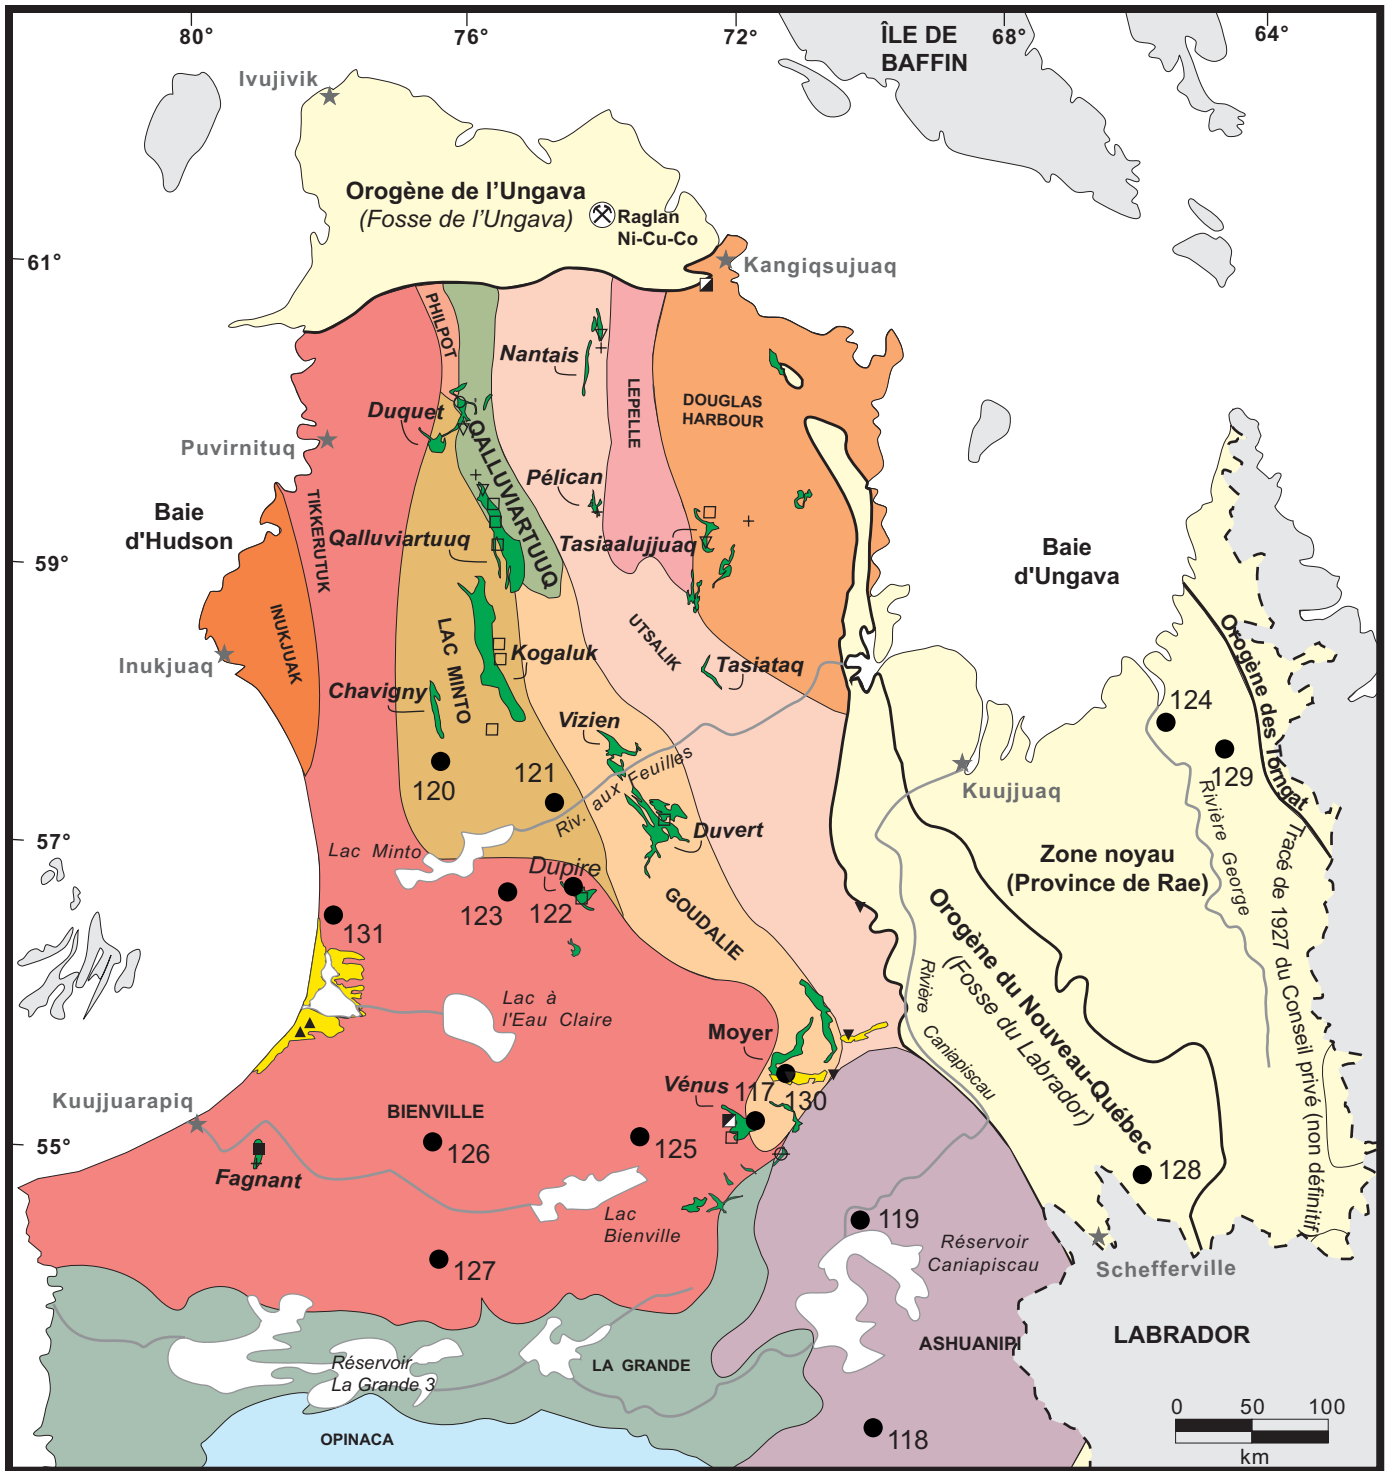 80°
76°
72°
68°
64°
ÎLE DE
BAFFIN
Ivujivik
Orogène de l'Ungava
(Fosse de l'Ungava)
Raglan
Ni-Cu-Co
61°
Kangiqsujuaq
PHILPOT
Nantais
LEPELLE
DOUGLAS
HARBOUR
Duquet
Puvirnituq
QALLUVIARTUUQ
Pélican
TIKKERUTUK
Baie
d'Hudson
Qalluviartuuq
Tasiaalujjuaq
Baie
d'Ungava
59°
INUKJUAK
LAC MINTO
UTSALIK
Orogène des Torngat
Inukjuaq
Kogaluk
Tasiataq
Chavigny
Vizien
124
129
120
121
Riv. aux Feuilles
Kuujjuaq
Rivière George
57°
Lac Minto
Duvert
Dupire
Zone noyau
(Province de Rae)
Tracé de 1927 du Conseil privé (non définitif)
123
122
131
GOUDALIE
Orogène du Nouveau-Québec
(Fosse du Labrador)
Rivière Caniapiscau
Lac à
l'Eau Claire
Moyer
Vénus
117
130
Kuujjuarapiq
BIENVILLE
55°
126
125
128
Fagnant
Lac
Bienville
119
Réservoir
Caniapiscau
Schefferville
127
ASHUANIPI
LABRADOR
Réservoir
La Grande 3
LA GRANDE
OPINACA
118
0 50 100
km